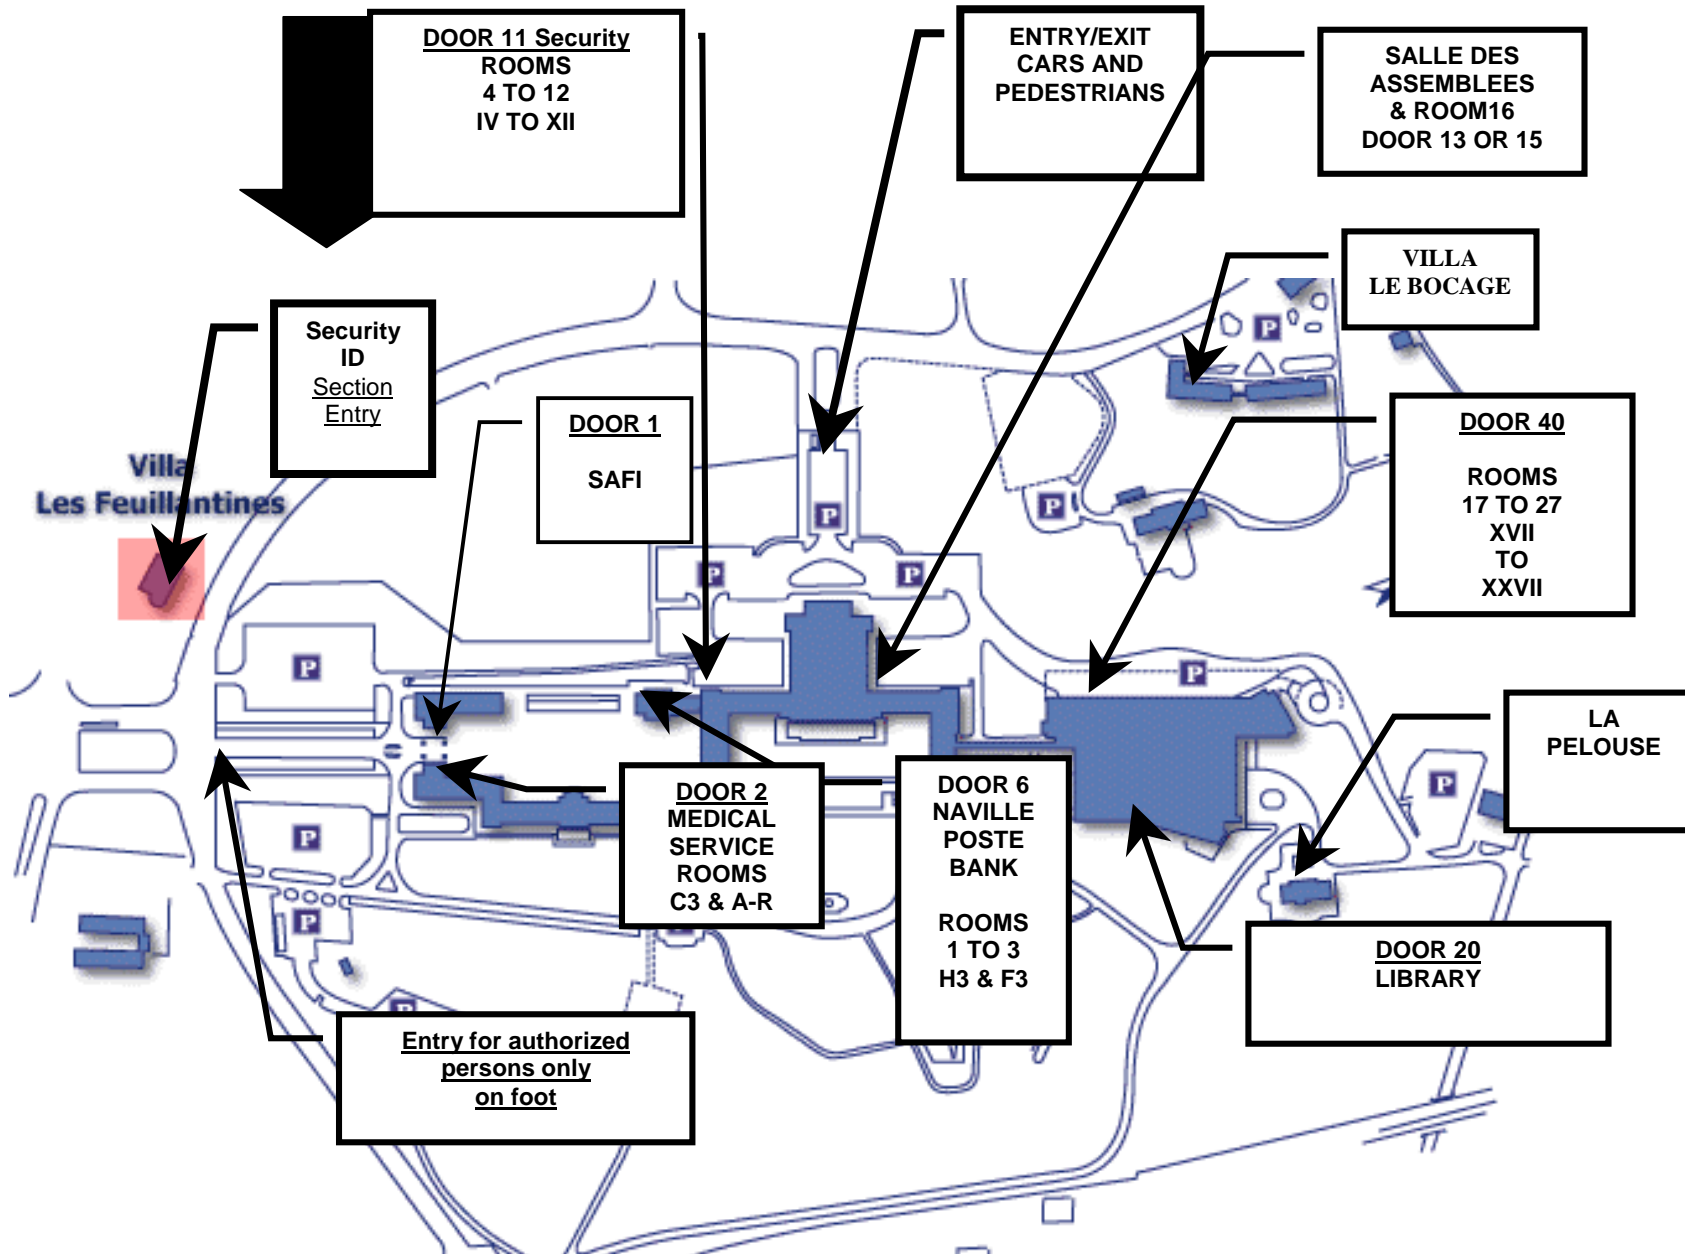 DOOR 11 Security
ROOMS
4 TO 12
IV TO XII
ENTRY/EXIT
CARS AND
PEDESTRIANS
SALLE DES
ASSEMBLEES
& ROOM16
DOOR 13 OR 15
VILLA
LE BOCAGE
Security
ID
Section
Entry
DOOR 1
SAFI
DOOR 40
ROOMS
17 TO 27
XVII
TO
XXVII
Villa
Les Feuillantines
P
P
P
P
P
P
P
P
P
P
P
P
LA
PELOUSE
DOOR 2
MEDICAL
SERVICE
ROOMS
C3 & A-R
DOOR 6
NAVILLE
POSTE
BANK
ROOMS
1 TO 3
H3 & F3
DOOR 20
LIBRARY
Entry for authorized
persons only
on foot